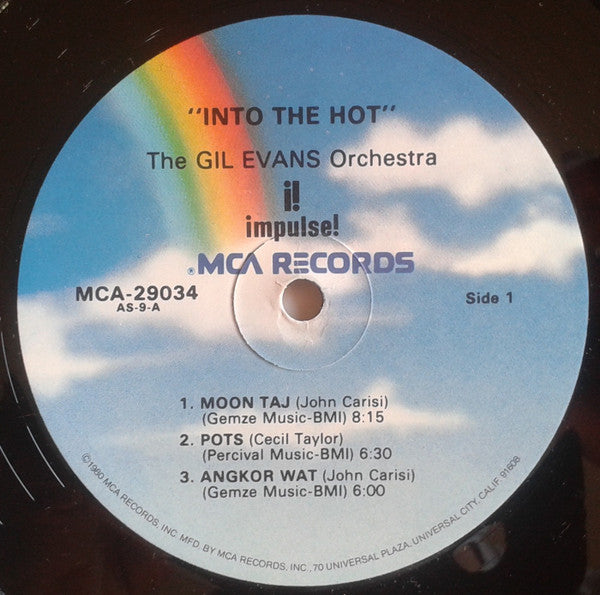 "INTO THE HOT"
The GIL EVANS Orchestra
i!
impulse!
®MCA RECORDS
MCA-29034
AS-9-A
Side 1
1. MOON TAJ (John Carisi)
(Gemze Music-BMI) 8:15
2. POTS (Cecil Taylor)
(Percival Music-BMI) 6:30
3. ANGKOR WAT (John Carisi)
(Gemze Music-BMI) 6:00
©1980 MCA RECORDS, INC. MFD. BY MCA RECORDS, INC., 70 UNIVERSAL PLAZA, UNIVERSAL CITY, CALIF. 91608